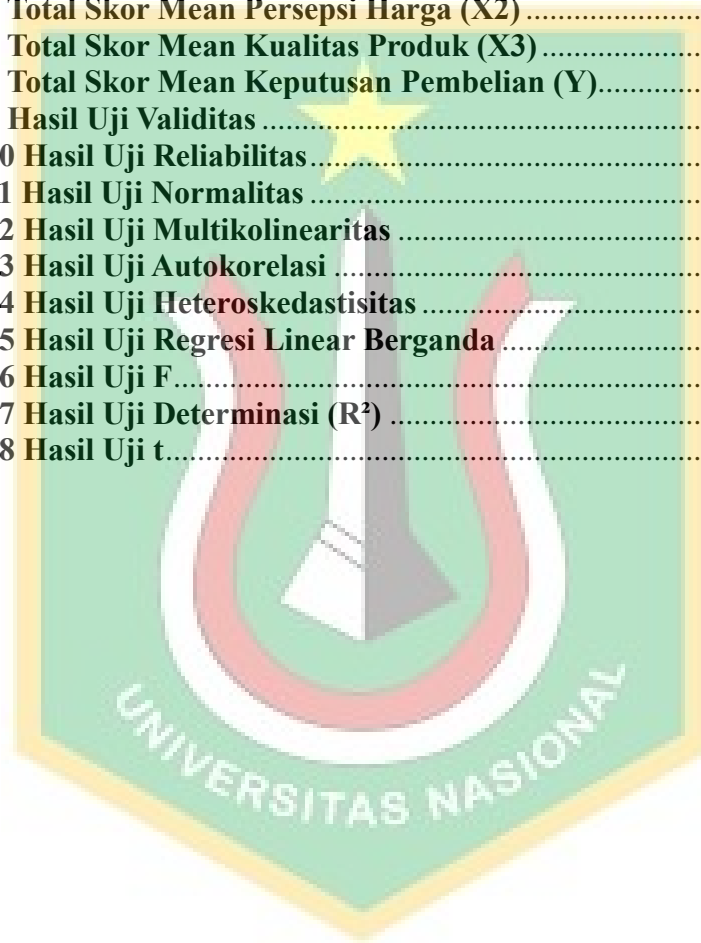 Total Skor Mean Persepsi Harga (X2) ........................
Total Skor Mean Kualitas Produk (X3) ......................
Total Skor Mean Keputusan Pembelian (Y)...............
Hasil Uji Validitas .......................................................
0 Hasil Uji Reliabilitas .................................................
1 Hasil Uji Normalitas .................................................
2 Hasil Uji Multikolinearitas ......................................
3 Hasil Uji Autokorelasi ..............................................
4 Hasil Uji Heteroskedastisitas ...................................
5 Hasil Uji Regresi Linear Berganda .........................
6 Hasil Uji F..................................................................
7 Hasil Uji Determinasi (R²) .......................................
8 Hasil Uji t...................................................................
UNIVERSITAS NASIONAL